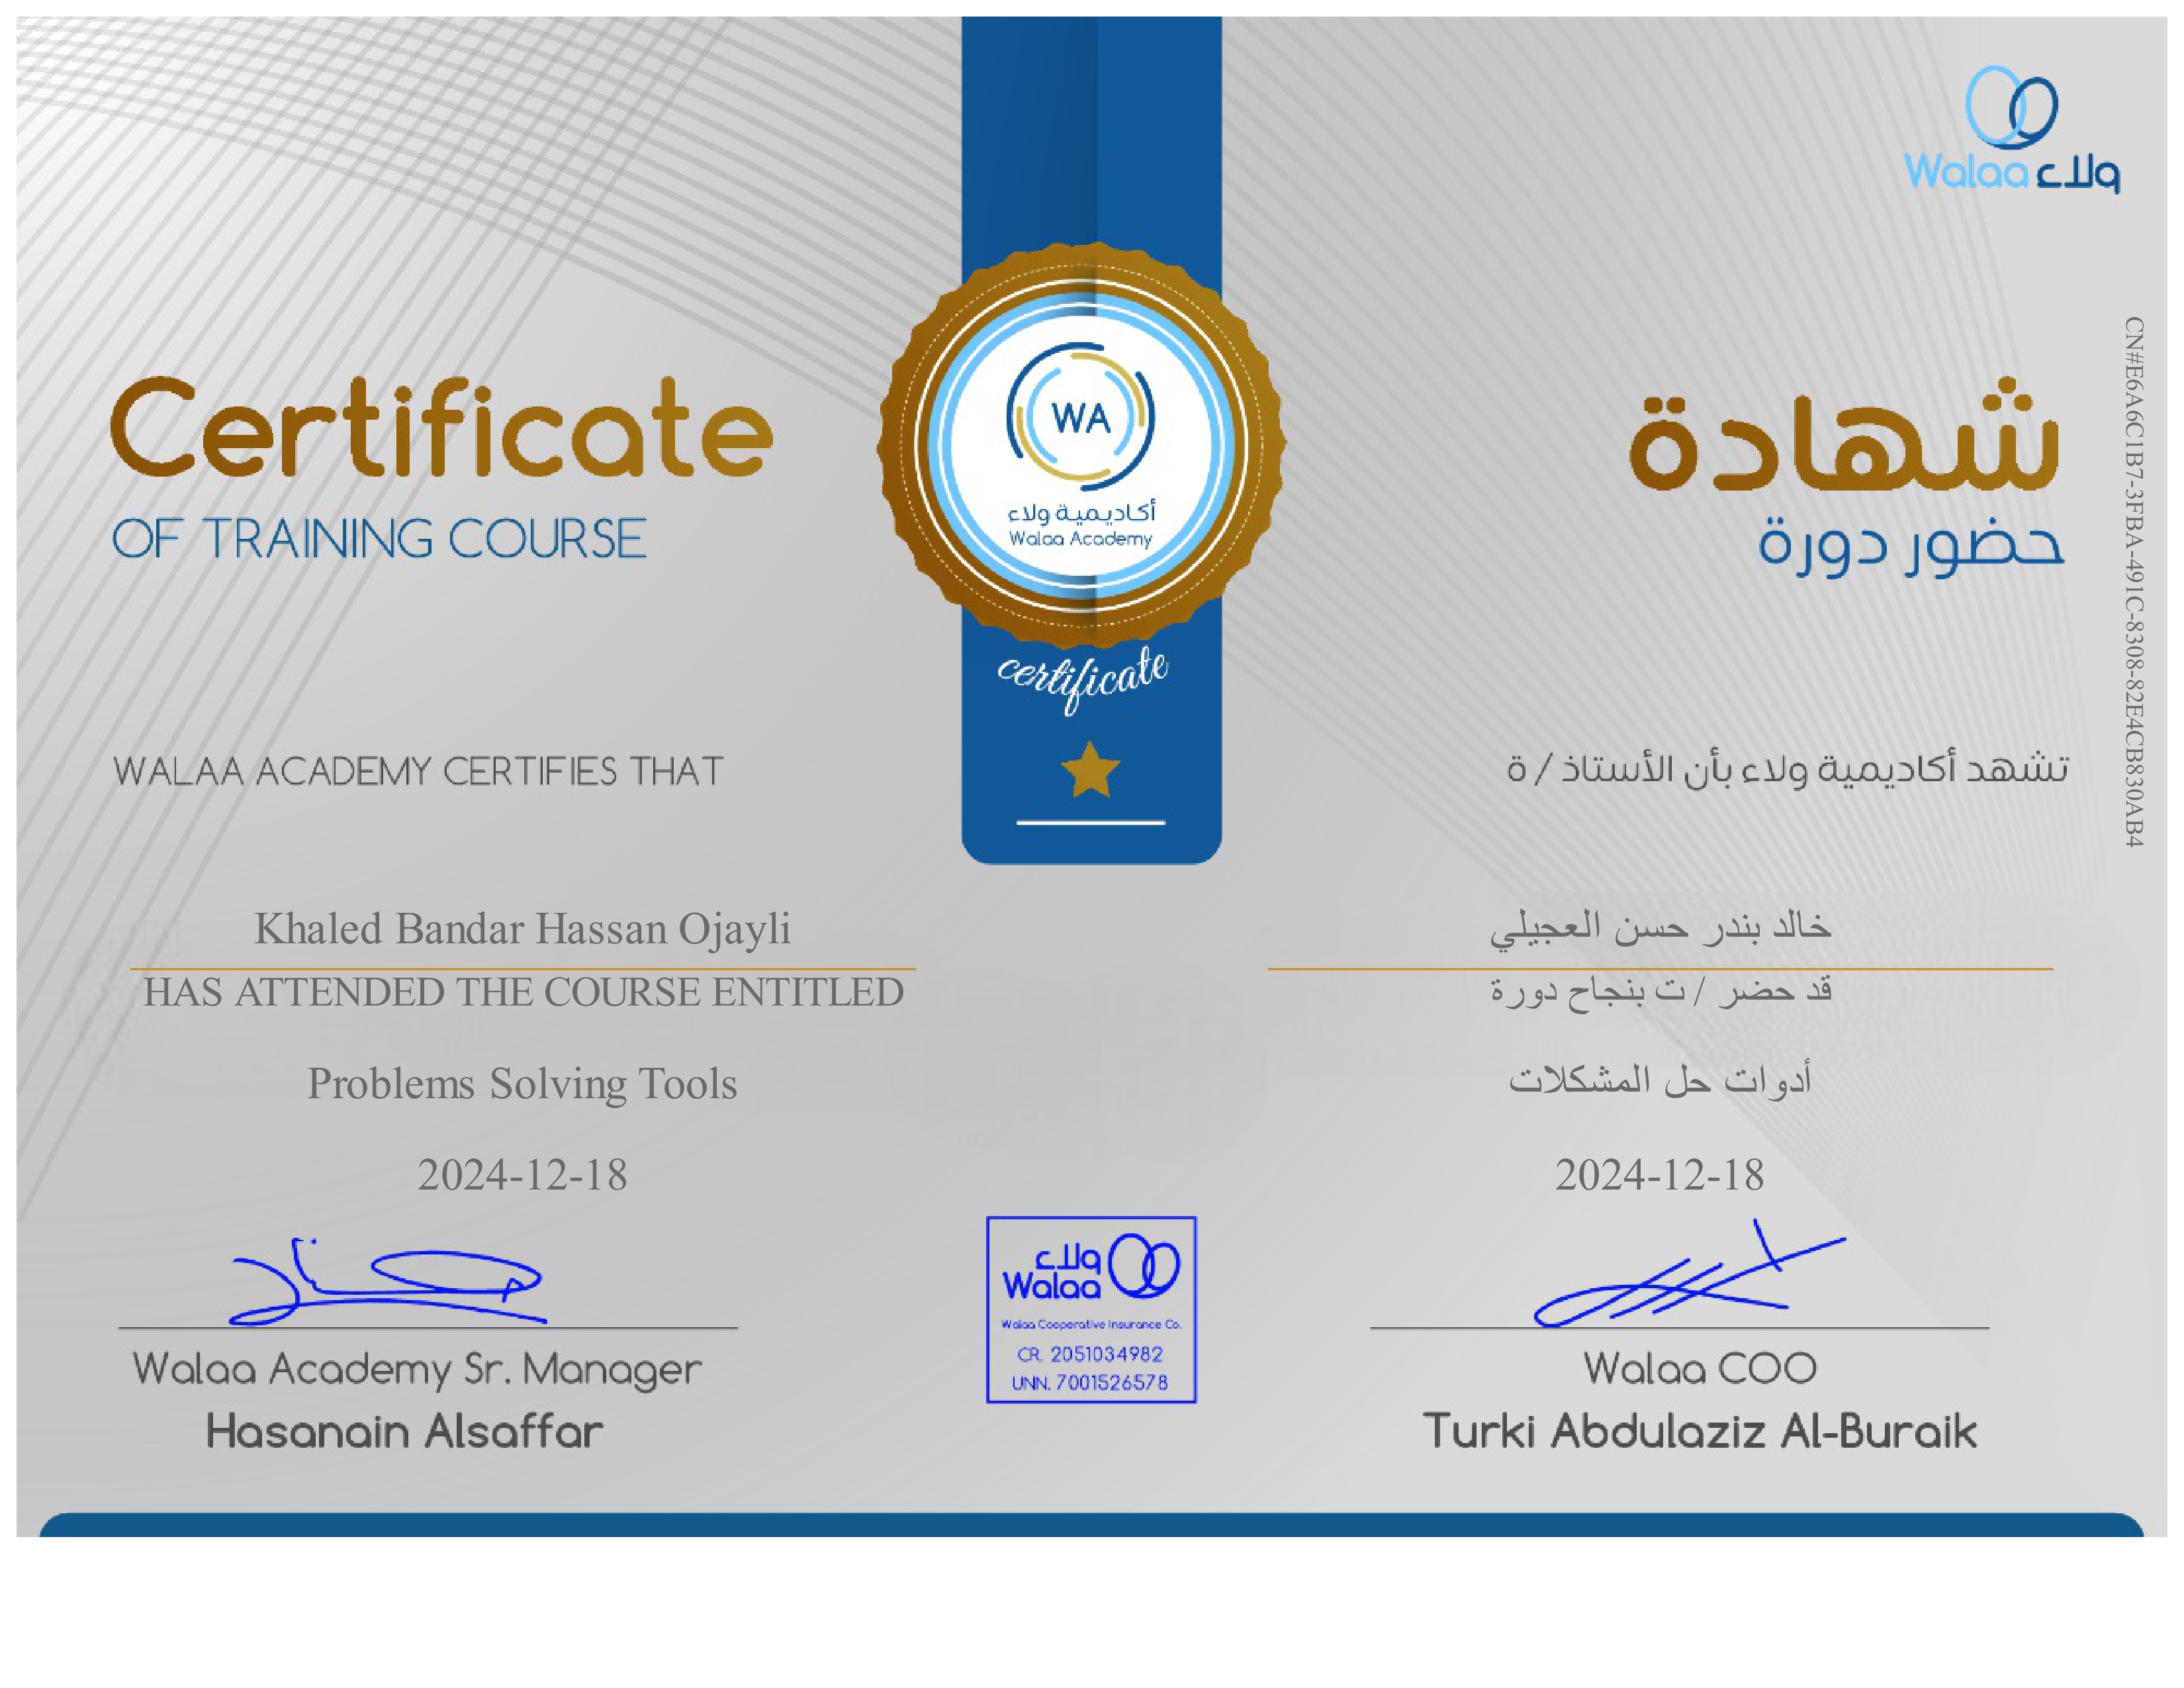 Walaa ولاء
Certificate
OF TRAINING COURSE
شهادة
حضور دورة
WA
أكاديمية ولاء
Walaa Academy
certificate
CN#E6A6C1B7-3FBA-491C-8308-82E4CB830AB4
WALAA ACADEMY CERTIFIES THAT
تشهد أكاديمية ولاء بأن الأستاذ / ة
Khaled Bandar Hassan Ojayli
خالد بندر حسن العجيلي
HAS ATTENDED THE COURSE ENTITLED
قد حضر / ت بنجاح دورة
Problems Solving Tools
أدوات حل المشكلات
2024-12-18
2024-12-18
ولاء
Walaa
Walaa Cooperative Insurance Co.
CR. 2051034982
UNN. 7001526578
Walaa Academy Sr. Manager
Hasanain Alsaffar
Walaa COO
Turki Abdulaziz Al-Buraik